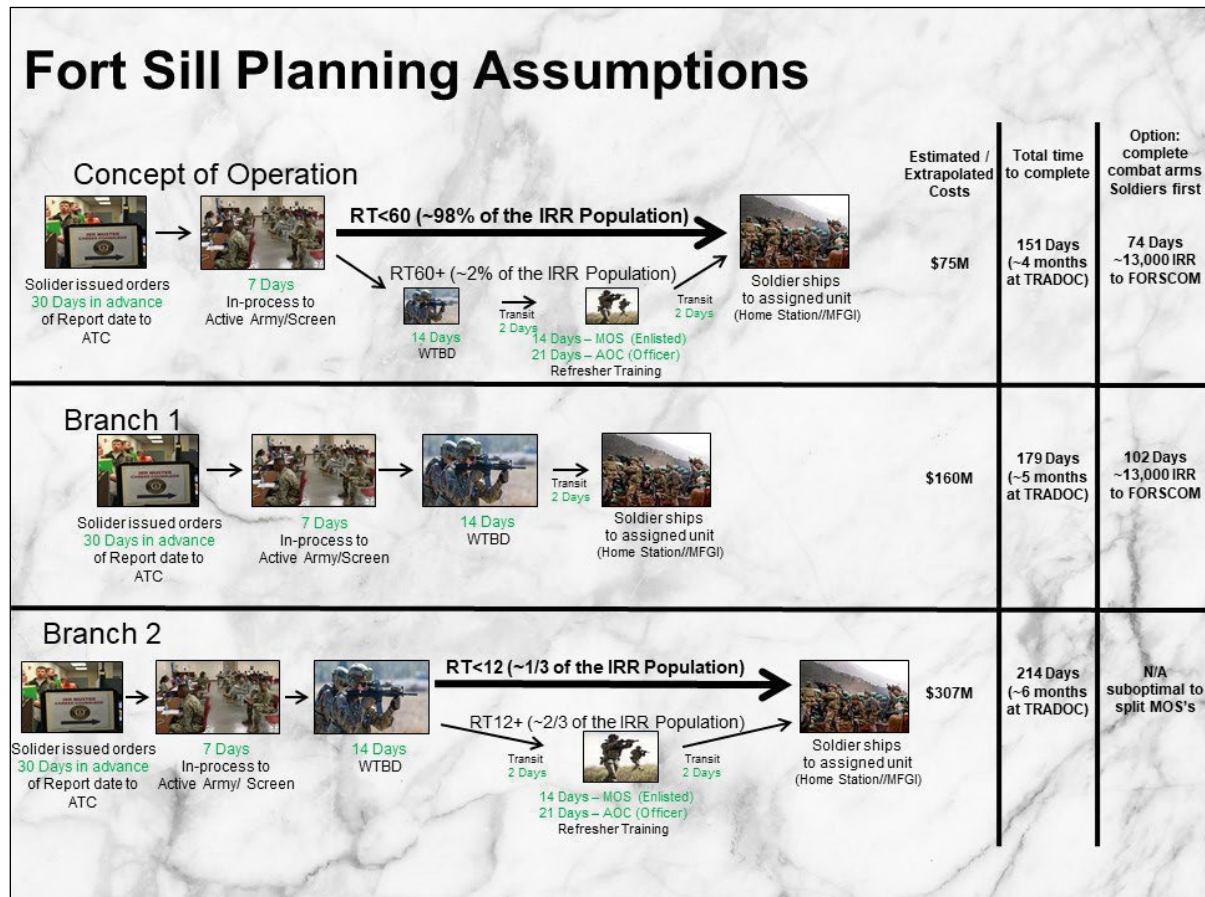 Fort Sill Planning Assumptions
Estimated /
Extrapolated
Costs
Total time
to complete
Option:
complete
combat arms
Soldiers first
Concept of Operation
Solider issued orders
30 Days in advance
of Report date to
ATC
7 Days
In-process to
Active Army/Screen
RT<60 (~98% of the IRR Population)
RT60+ (~2% of the IRR Population)
14 Days
WTBD
Transit
2 Days
14 Days – MOS (Enlisted)
21 Days – AOC (Officer)
Refresher Training
Transit
2 Days
Soldier ships
to assigned unit
(Home Station//MFGI)
$75M
151 Days
(~4 months
at TRADOC)
74 Days
~13,000 IRR
to FORSCOM
Branch 1
IRR MUSTER
Solider issued orders
30 Days in advance
of Report date to
ATC
7 Days
In-process to
Active Army/Screen
14 Days
WTBD
Transit
2 Days
Soldier ships
to assigned unit
(Home Station//MFGI)
$160M
179 Days
(~5 months
at TRADOC)
102 Days
~13,000 IRR
to FORSCOM
Branch 2
Solider issued orders
30 Days in advance
of Report date to
ATC
7 Days
In-process to
Active Army/ Screen
14 Days
WTBD
RT<12 (~1/3 of the IRR Population)
RT12+ (~2/3 of the IRR Population)
Transit
2 Days
14 Days – MOS (Enlisted)
21 Days – AOC (Officer)
Refresher Training
Transit
2 Days
Soldier ships
to assigned unit
(Home Station//MFGI)
$307M
214 Days
(~6 months
at TRADOC)
N/A
suboptimal to
split MOS's